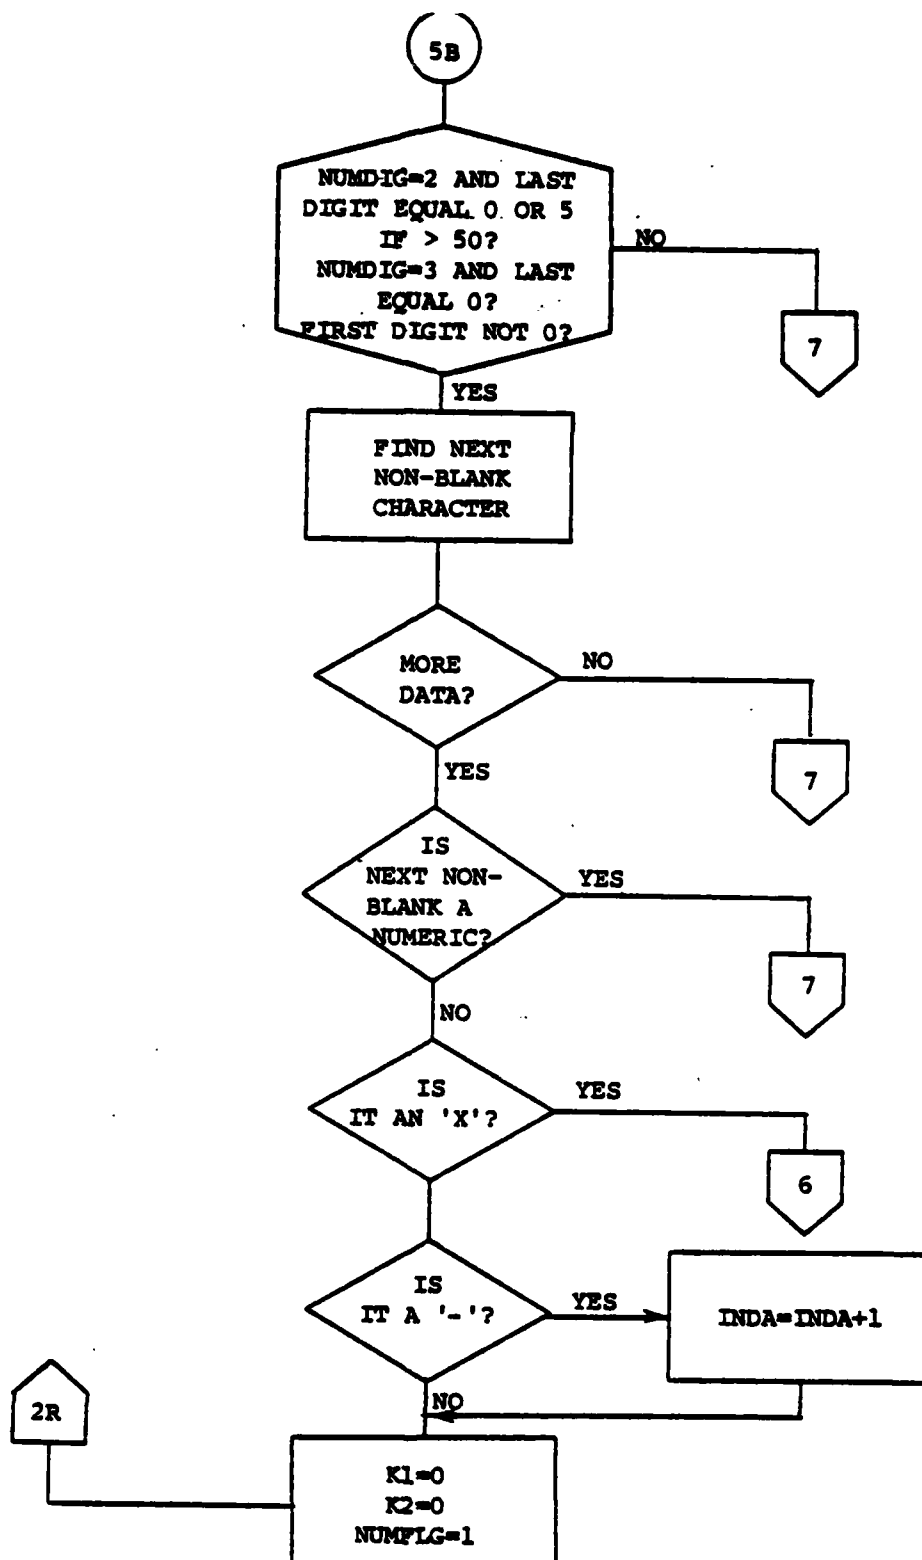 5B
NUMDIG=2 AND LAST
DIGIT EQUAL 0 OR 5
IF > 50?
NUMDIG=3 AND LAST
EQUAL 0?
FIRST DIGIT NOT 0?
NO
7
YES
FIND NEXT
NON-BLANK
CHARACTER
MORE
DATA?
NO
7
YES
IS
NEXT NON-
BLANK A
NUMERIC?
YES
7
NO
IS
IT AN 'X'?
YES
6
IS
IT A '-'?
YES
INDA=INDA+1
NO
2R
K1=0
K2=0
NUMFLG=1